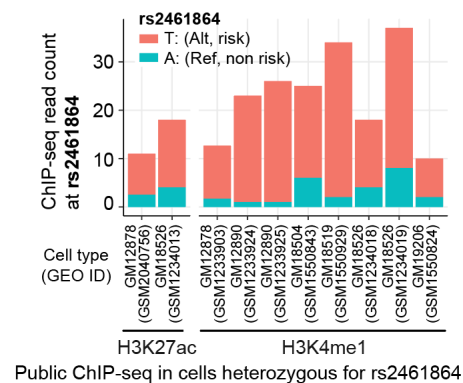 rs2461864
T: (Alt, risk)
A: (Ref, non risk)
ChIP-seq read count
at rs2461864
30
20
10
0
Cell type
(GEO ID)
GM12878
(GSM2040756)
GM18526
(GSM1234013)
GM12878
(GSM1233903)
GM12890
(GSM1233924)
GM12890
(GSM1233925)
GM18504
(GSM1550843)
GM18519
(GSM1550929)
GM18526
(GSM1234018)
GM18526
(GSM1234019)
GM19206
(GSM1550824)
H3K27ac
H3K4me1
Public ChIP-seq in cells heterozygous for rs2461864